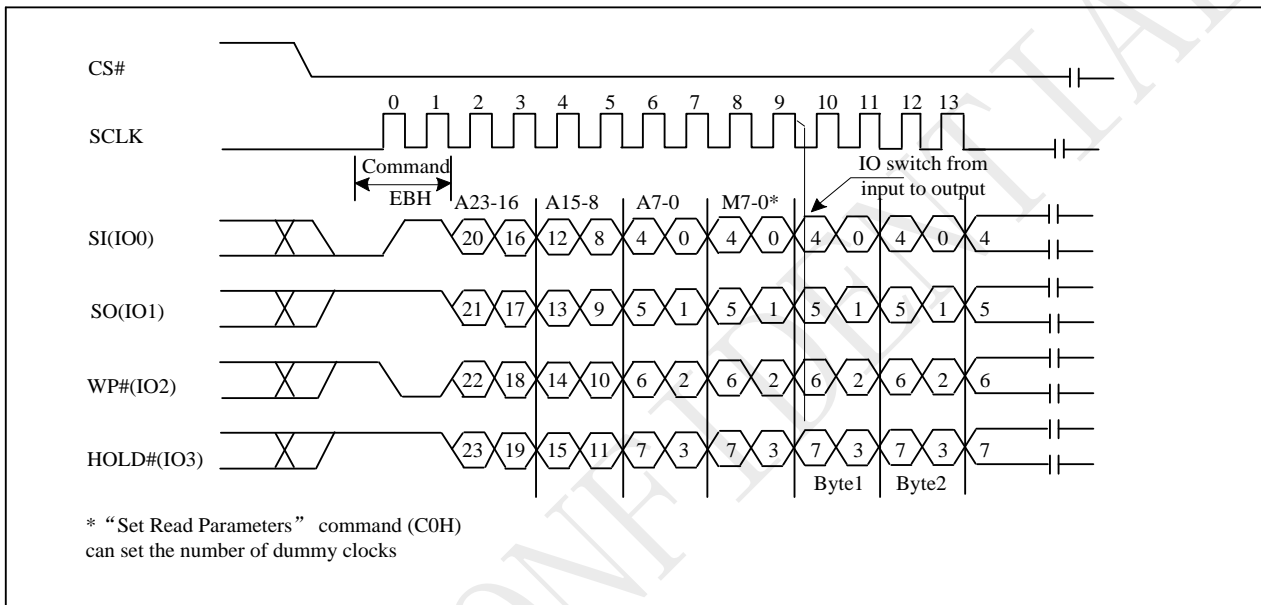 CS#
0 1 2 3 4 5 6 7 8 9 10 11 12 13
SCLK
Command
IO switch from
input to output
EBH
A23-16 A15-8 A7-0 M7-0*
SI(IO0) 20 16 12 8 4 0 4 0 4 0 4 0 4
SO(IO1) 21 17 13 9 5 1 5 1 5 1 5 1 5
WP#(IO2) 22 18 14 10 6 2 6 2 6 2 6 2 6
HOLD#(IO3) 23 19 15 11 7 3 7 3 7 3 7 3 7
Byte1 Byte2
* “Set Read Parameters” command (C0H)
can set the number of dummy clocks